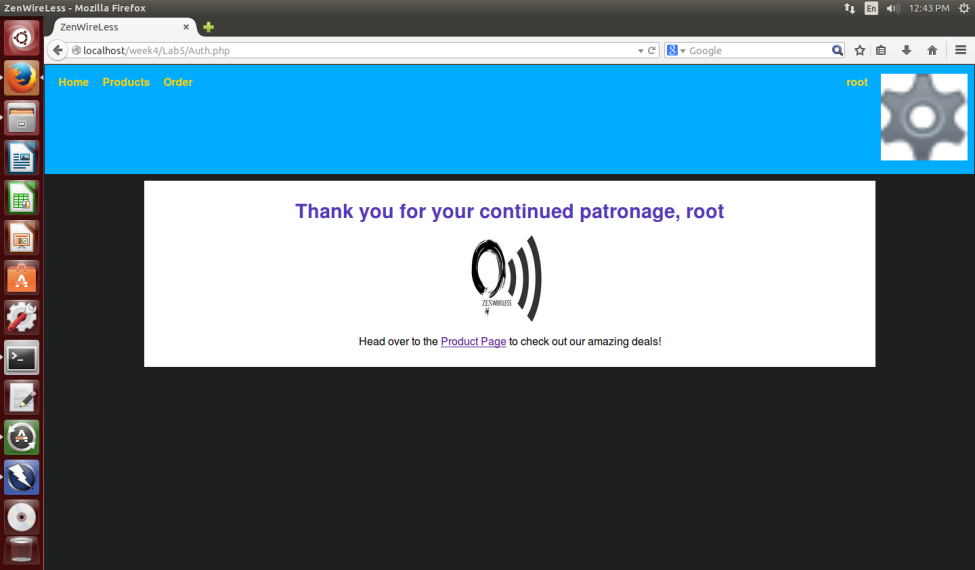 ZenWireLess - Mozilla Firefox
En
12:43 PM
ZenWireLess
localhost/week4/Lab5/Auth.php
Google
Home Products Order
root
Thank you for your continued patronage, root
ZENWIRELESS
Head over to the Product Page to check out our amazing deals!